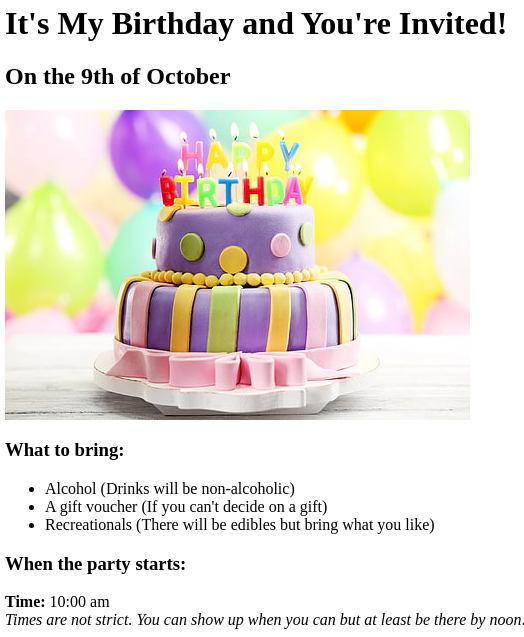 It's My Birthday and You're Invited!
On the 9th of October
HAPPY
BIRTHDAY
What to bring:
Alcohol (Drinks will be non-alcoholic)
A gift voucher (If you can't decide on a gift)
Recreationals (There will be edibles but bring what you like)
When the party starts:
Time: 10:00 am
Times are not strict. You can show up when you can but at least be there by noon.